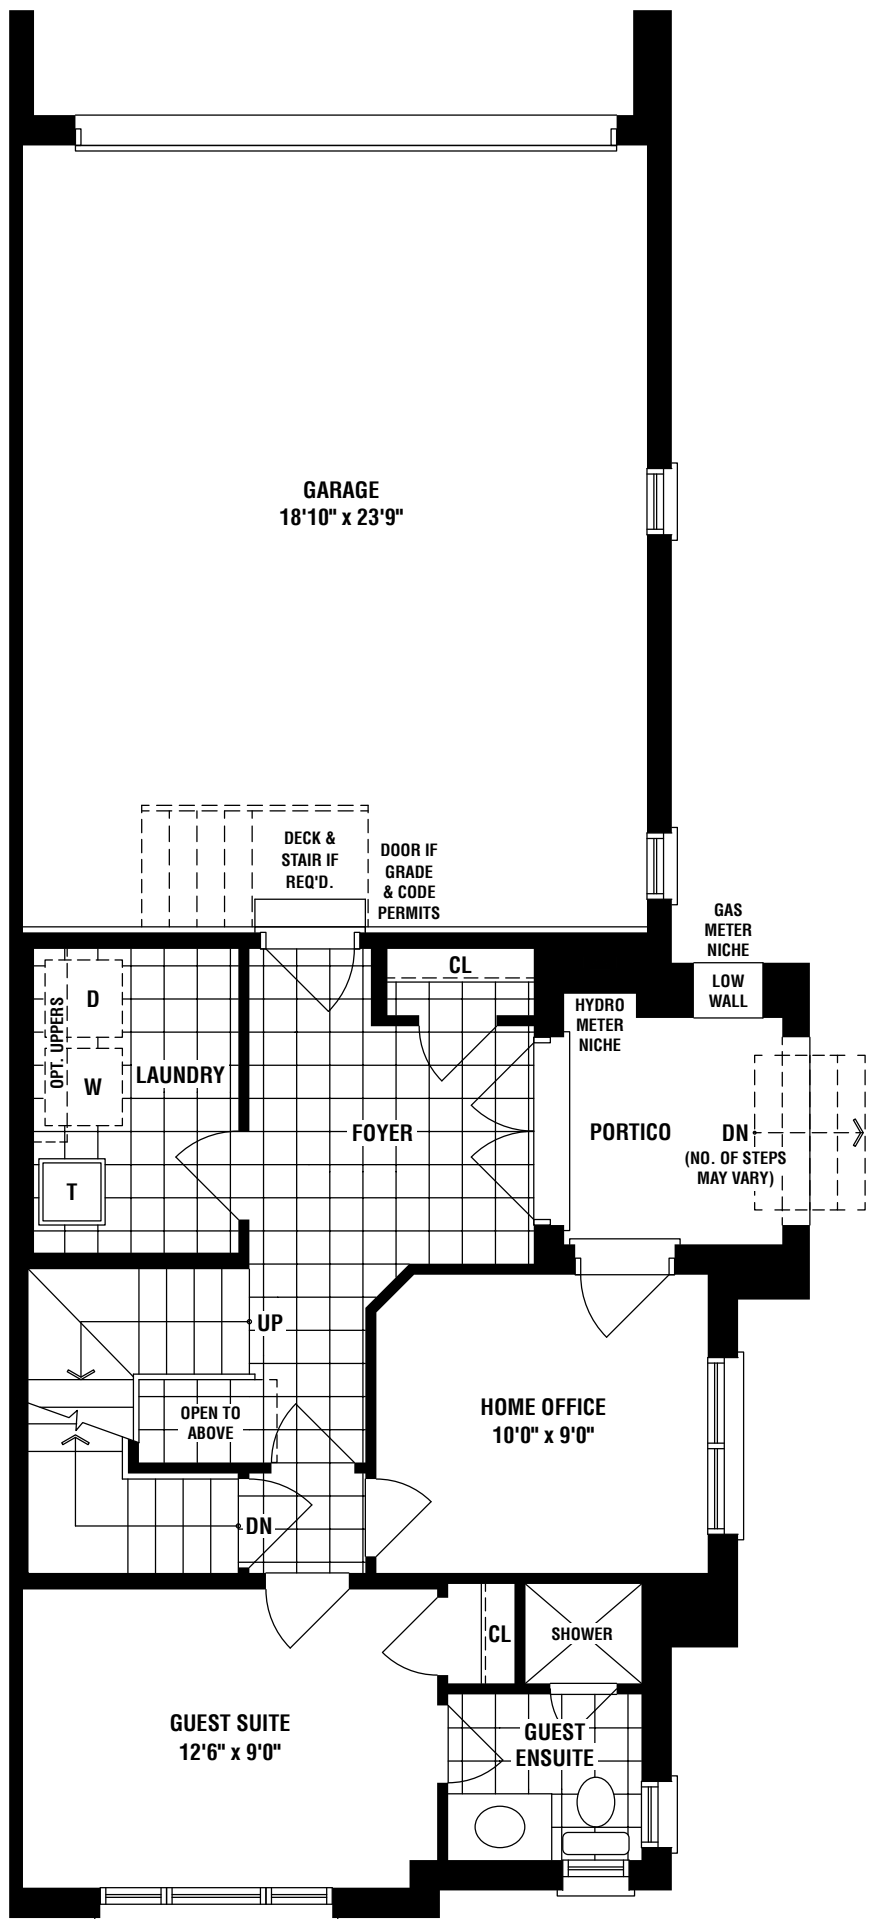 GARAGE
18'10" x 23'9"
DECK &
STAIR IF
REQ'D.
DOOR IF
GRADE
& CODE
PERMITS
GAS
METER
NICHE
LOW
WALL
CL
HYDRO
METER
NICHE
D
OPT. UPPERS
W
LAUNDRY
T
FOYER
PORTICO
DN
(NO. OF STEPS
MAY VARY)
UP
OPEN TO
ABOVE
HOME OFFICE
10'0" x 9'0"
DN
CL
SHOWER
GUEST SUITE
12'6" x 9'0"
GUEST
ENSUITE